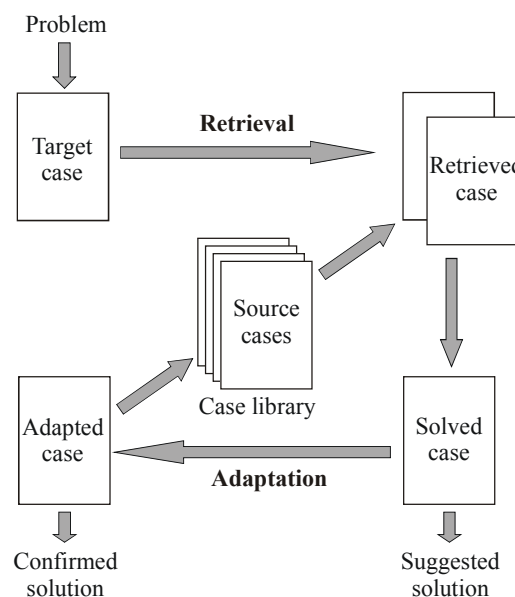 Problem
Target
case
Retrieval
Retrieved
case
Source
cases
Case library
Adapted
case
Adaptation
Solved
case
Confirmed
solution
Suggested
solution